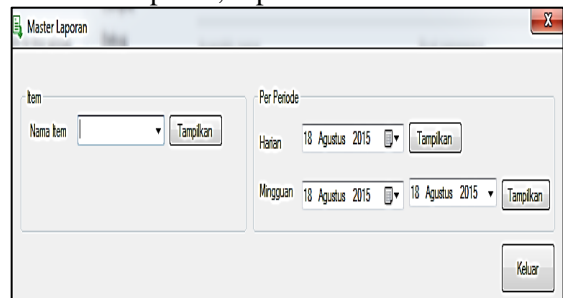 Master Laporan
X
Item
Nama Item
Tampilkan
Per Periode
Harian 18 Agustus 2015 Tampilkan
Mingguan 18 Agustus 2015 18 Agustus 2015 Tampilkan
Keluar